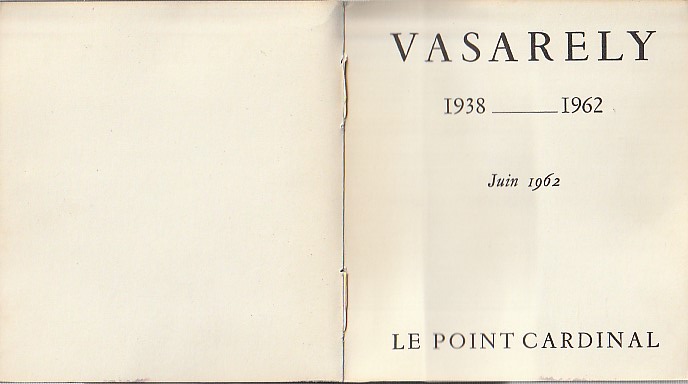 VASARELY
1938 ——— 1962
Juin 1962
LE POINT CARDINAL